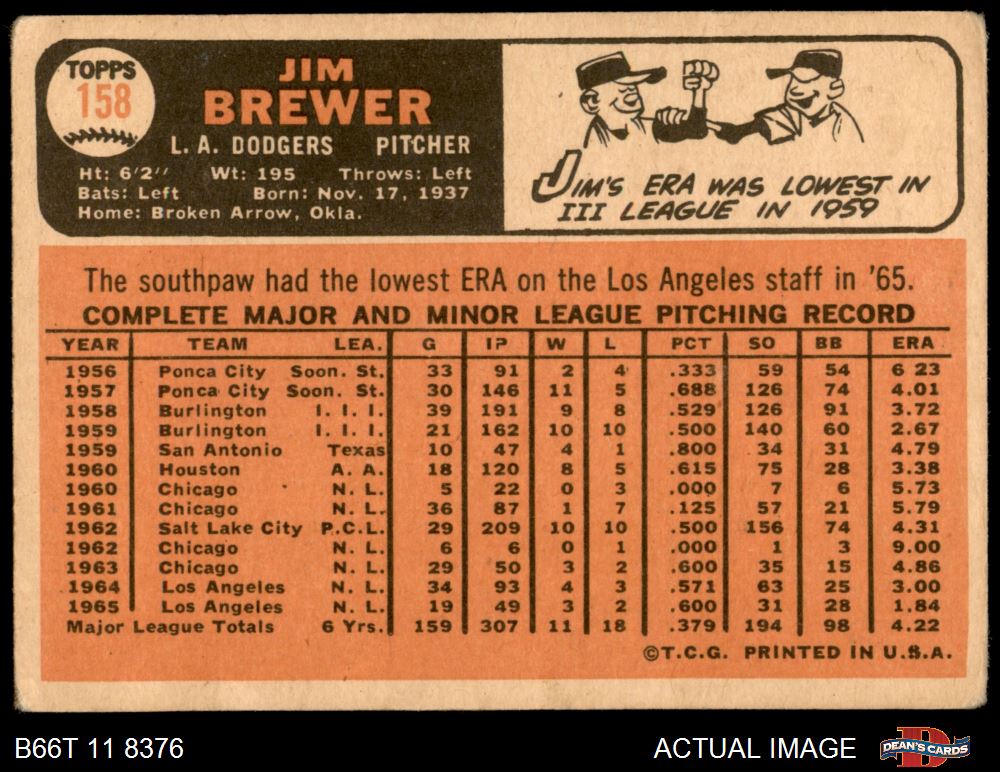 TOPPS
158
JIM
BREWER
L. A. DODGERS PITCHER
Ht: 6'2" Wt: 195 Throws: Left
Bats: Left Born: Nov. 17, 1937
Home: Broken Arrow, Okla.
JIM'S ERA WAS LOWEST IN
III LEAGUE IN 1959
The southpaw had the lowest ERA on the Los Angeles staff in '65.
COMPLETE MAJOR AND MINOR LEAGUE PITCHING RECORD
YEAR TEAM LEA. G IP W L PCT SO BB ERA
1956 Ponca City Soon. St. 33 91 2 4 .333 59 54 6 23
1957 Ponca City Soon. St. 30 146 11 5 .688 126 74 4.01
1958 Burlington I. I. I. 39 191 9 8 .529 126 91 3.72
1959 Burlington I. I. I. 21 162 10 10 .500 140 60 2.67
1959 San Antonio Texas 10 47 4 1 .800 34 31 4.79
1960 Houston A. A. 18 120 8 5 .615 75 28 3.38
1960 Chicago N. L. 5 22 0 3 .000 7 6 5.73
1961 Chicago N. L. 36 87 1 7 .125 57 21 5.79
1962 Salt Lake City P.C.L. 29 209 10 10 .500 156 74 4.31
1962 Chicago N. L. 6 6 0 1 .000 1 3 9.00
1963 Chicago N. L. 29 50 3 2 .600 35 15 4.86
1964 Los Angeles N. L. 34 93 4 3 .571 63 25 3.00
1965 Los Angeles N. L. 19 49 3 2 .600 31 28 1.84
Major League Totals 6 Yrs. 159 307 11 18 .379 194 98 4.22
©T.C.G. PRINTED IN U.S.A.
B66T 11 8376 ACTUAL IMAGE DEAN'S CARDS